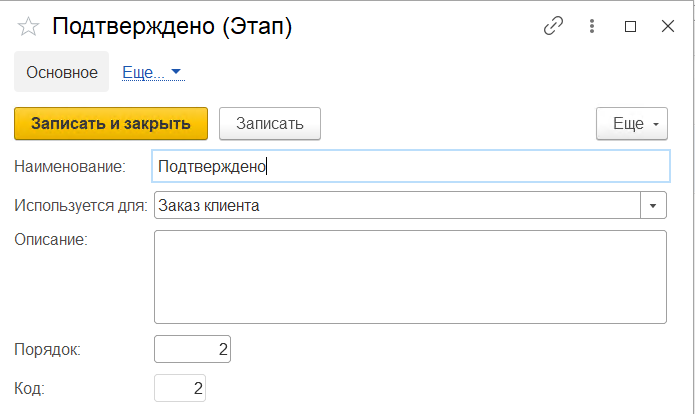 Подтверждено (Этап)
Основное Еще...
Записать и закрыть Записать Еще
Наименование: Подтверждено
Используется для: Заказ клиента
Описание:
Порядок: 2
Код: 2